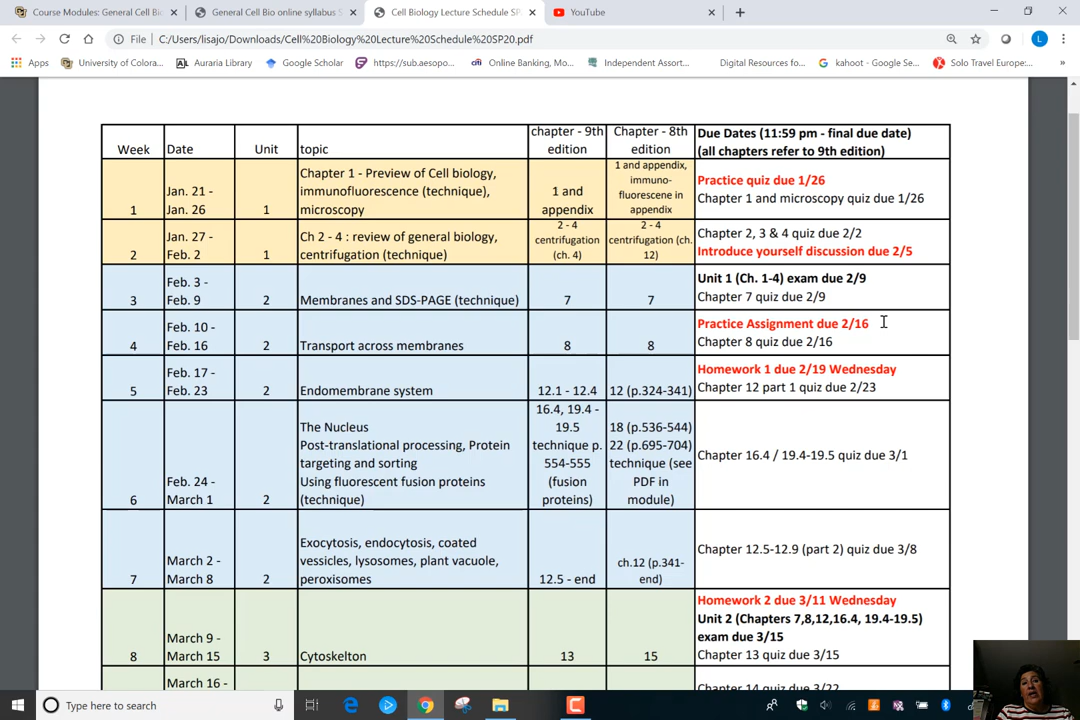 Course Modules: General Cell Bi
General Cell Bio online syllabus S
Cell Biology Lecture Schedule SP
YouTube
File
C:/Users/lisajo/Downloads/Cell%20Biology%20Lecture%20Schedule%20SP20.pdf
L
Apps
University of Colora...
Auraria Library
Google Scholar
https://sub.aesopo...
Online Banking, Mo...
Independent Assort...
Digital Resources fo...
kahoot - Google Se...
Solo Travel Europe:...
Week
Date
Unit
topic
chapter - 9th
edition
Chapter - 8th
edition
Due Dates (11:59 pm - final due date)
(all chapters refer to 9th edition)
1
Jan. 21 -
Jan. 26
1
Chapter 1 - Preview of Cell biology,
immunofluorescence (technique),
microscopy
1 and
appendix
1 and appendix,
immuno-
fluorescene in
appendix
Practice quiz due 1/26
Chapter 1 and microscopy quiz due 1/26
2
Jan. 27 -
Feb. 2
1
Ch 2 - 4 : review of general biology,
centrifugation (technique)
2 - 4
centrifugation
(ch. 4)
2 - 4
centrifugation (ch.
12)
Chapter 2, 3 & 4 quiz due 2/2
Introduce yourself discussion due 2/5
3
Feb. 3 -
Feb. 9
2
Membranes and SDS-PAGE (technique)
7
7
Unit 1 (Ch. 1-4) exam due 2/9
Chapter 7 quiz due 2/9
4
Feb. 10 -
Feb. 16
2
Transport across membranes
8
8
Practice Assignment due 2/16
Chapter 8 quiz due 2/16
5
Feb. 17 -
Feb. 23
2
Endomembrane system
12.1 - 12.4
12 (p.324-341)
Homework 1 due 2/19 Wednesday
Chapter 12 part 1 quiz due 2/23
6
Feb. 24 -
March 1
2
The Nucleus
Post-translational processing, Protein
targeting and sorting
Using fluorescent fusion proteins
(technique)
16.4, 19.4 -
19.5
technique p.
554-555
(fusion
proteins)
18 (p.536-544)
22 (p.695-704)
technique (see
PDF in
module)
Chapter 16.4 / 19.4-19.5 quiz due 3/1
7
March 2 -
March 8
2
Exocytosis, endocytosis, coated
vessicles, lysosomes, plant vacuole,
peroxisomes
12.5 - end
ch.12 (p.341-
end)
Chapter 12.5-12.9 (part 2) quiz due 3/8
8
March 9 -
March 15
3
Cytoskelton
13
15
Homework 2 due 3/11 Wednesday
Unit 2 (Chapters 7,8,12,16.4, 19.4-19.5)
exam due 3/15
Chapter 13 quiz due 3/15
March 16 -
Chapter 14 quiz due 3/22
Type here to search